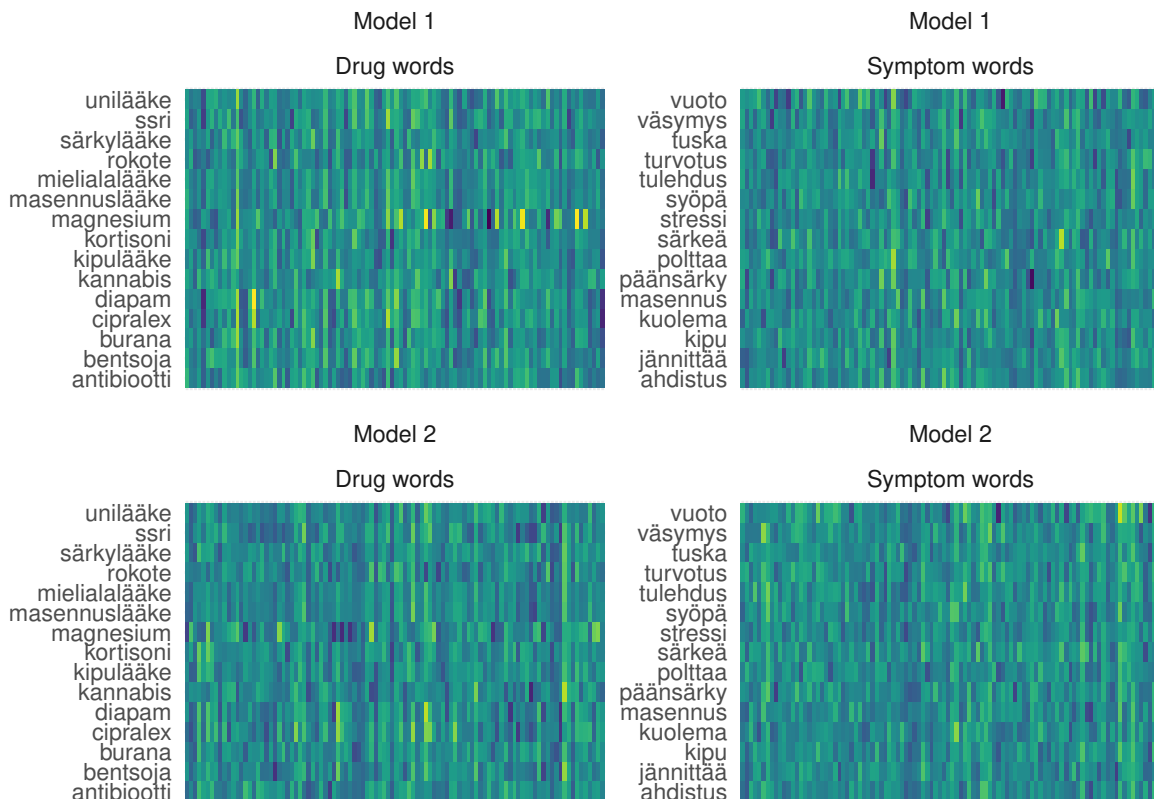 Model 1
Drug words
unilääke
ssri
särkylääke
rokote
mielialalääke
masennuslääke
magnesium
kortisoni
kipulääke
kannabis
diapam
cipralex
burana
bentsoja
antibiootti
Model 1
Symptom words
vuoto
väsymys
tuska
turvotus
tulehdus
syöpä
stressi
särkeä
polttaa
päänsärky
masennus
kuolema
kipu
jännittää
ahdistus
Model 2
Drug words
unilääke
ssri
särkylääke
rokote
mielialalääke
masennuslääke
magnesium
kortisoni
kipulääke
kannabis
diapam
cipralex
burana
bentsoja
antibiootti
Model 2
Symptom words
vuoto
väsymys
tuska
turvotus
tulehdus
syöpä
stressi
särkeä
polttaa
päänsärky
masennus
kuolema
kipu
jännittää
ahdistus